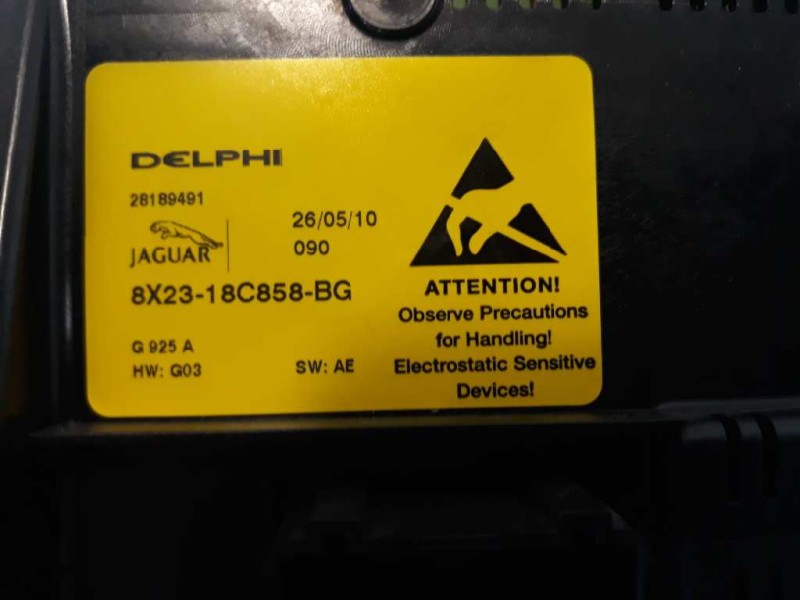 DELPHI
28189491
JAGUAR
26/05/10
090
8X23-18C858-BG
G 925 A
HW: G03
SW: AE
ATTENTION!
Observe Precautions
for Handling!
Electrostatic Sensitive
Devices!